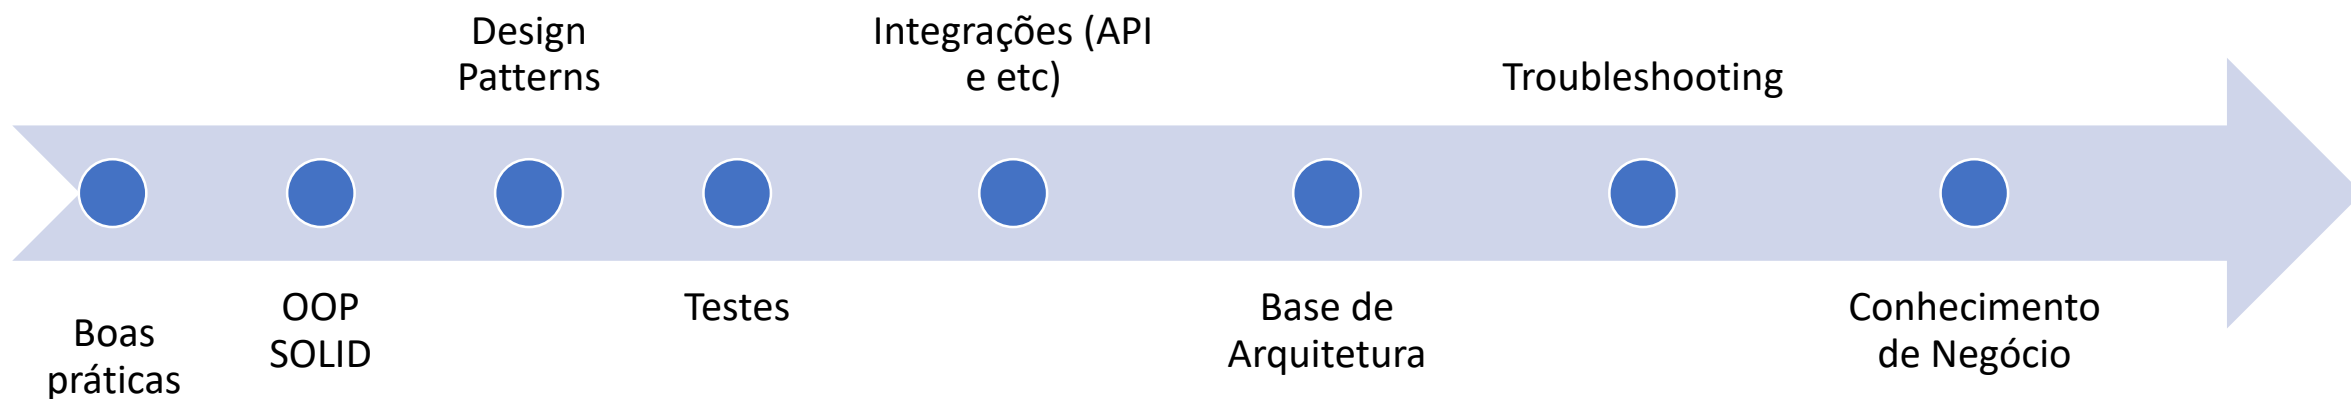 Boas
práticas
OOP
SOLID
Design
Patterns
Testes
Integrações (API
e etc)
Base de
Arquitetura
Troubleshooting
Conhecimento
de Negócio